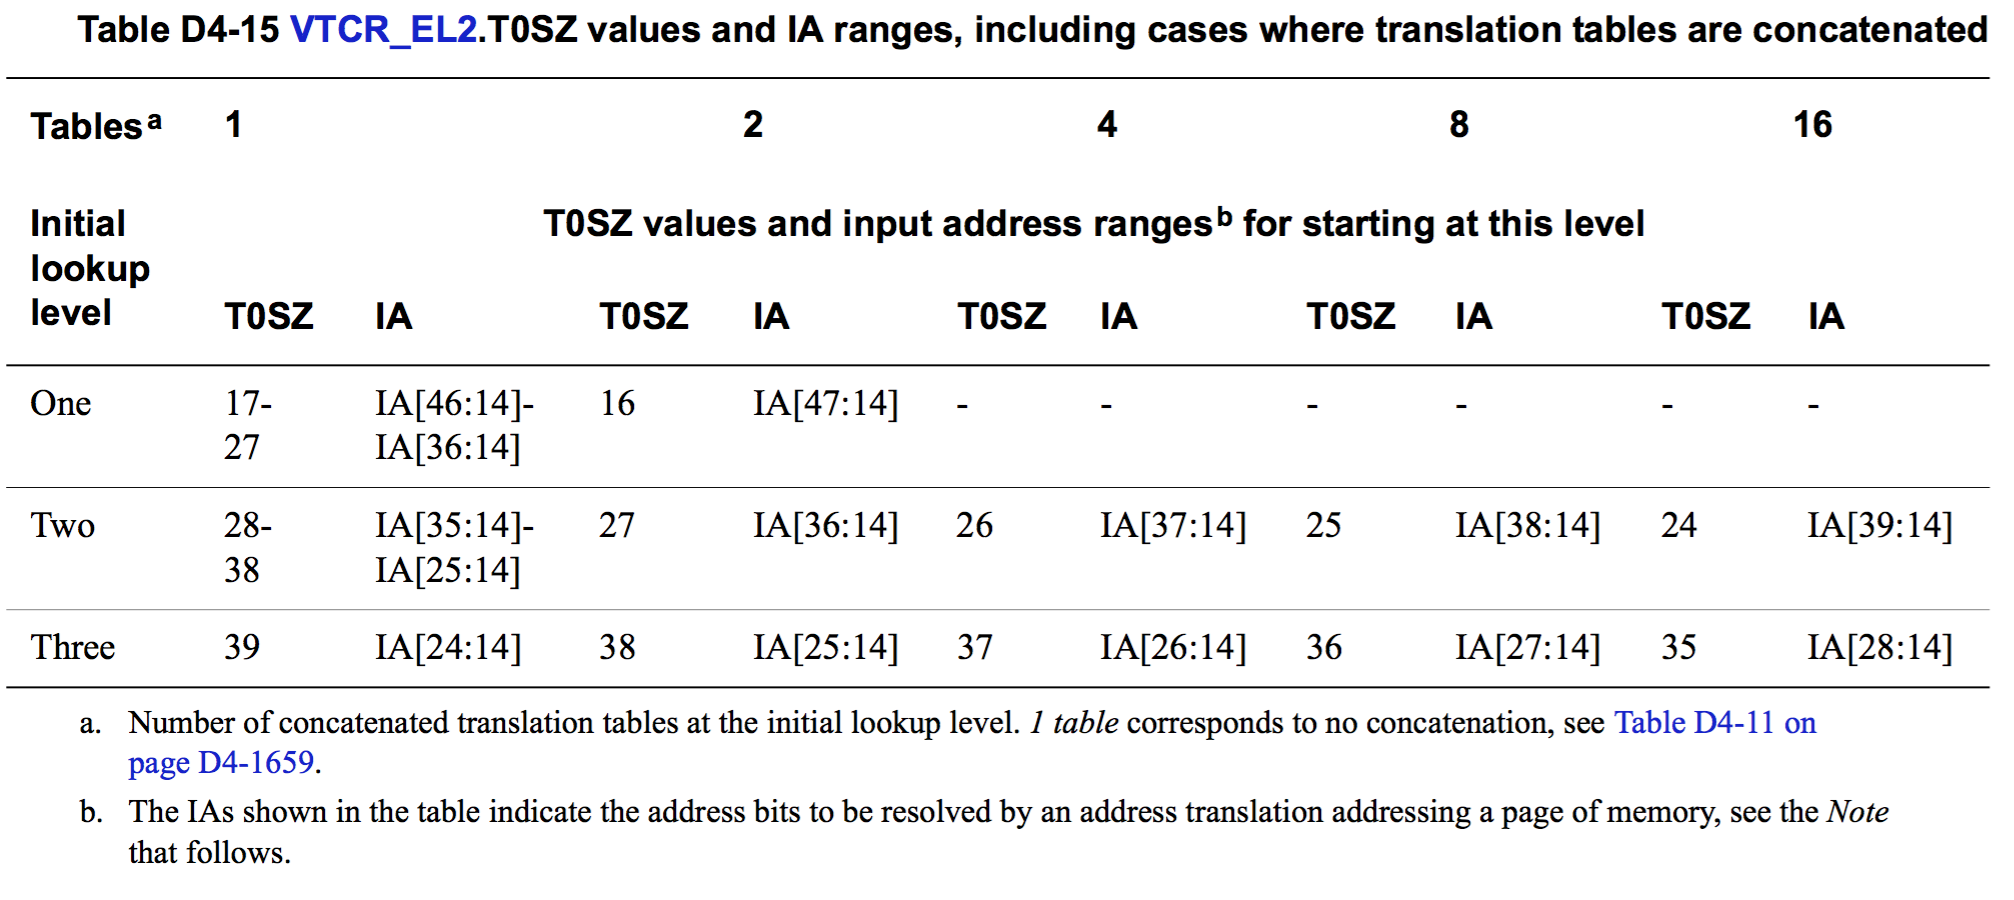 Table D4-15 VTCR_EL2.T0SZ values and IA ranges, including cases where translation tables are concatenated
Tables a 1 2 4 8 16
Initial lookup level
T0SZ values and input address ranges b for starting at this level
T0SZ IA T0SZ IA T0SZ IA T0SZ IA T0SZ IA
One 17- IA[46:14]- 16 IA[47:14] - - - - - -
27 IA[36:14]
Two 28- IA[35:14]- 27 IA[36:14] 26 IA[37:14] 25 IA[38:14] 24 IA[39:14]
38 IA[25:14]
Three 39 IA[24:14] 38 IA[25:14] 37 IA[26:14] 36 IA[27:14] 35 IA[28:14]
a. Number of concatenated translation tables at the initial lookup level. 1 table corresponds to no concatenation, see Table D4-11 on
page D4-1659.
b. The IAs shown in the table indicate the address bits to be resolved by an address translation addressing a page of memory, see the Note
that follows.